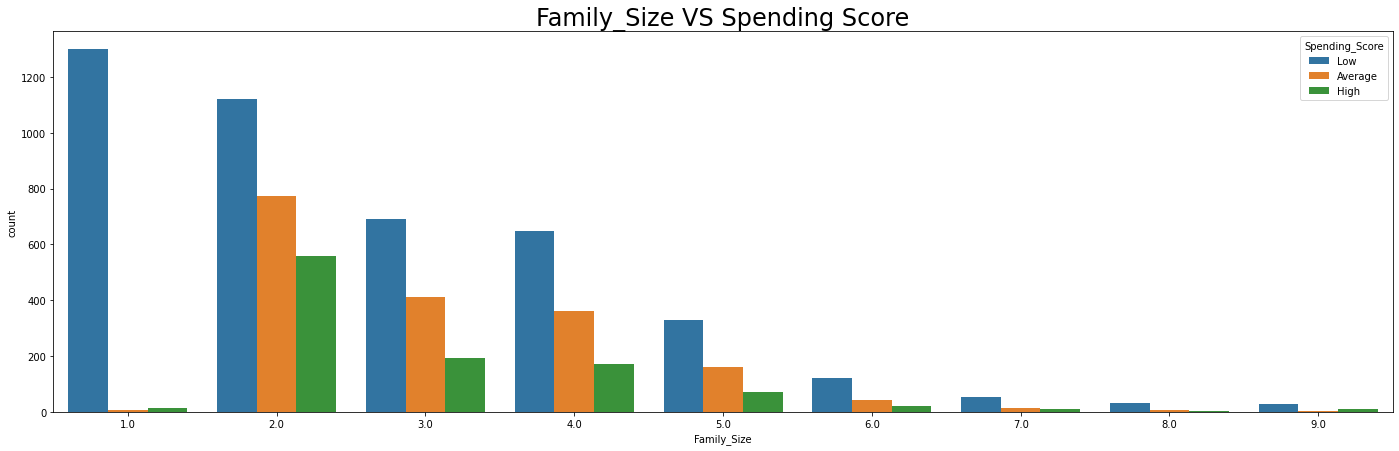 Family_Size VS Spending Score
Spending_Score
Low
Average
High
1200
1000
800
600
400
200
0
count
1.0 2.0 3.0 4.0 5.0 6.0 7.0 8.0 9.0
Family_Size